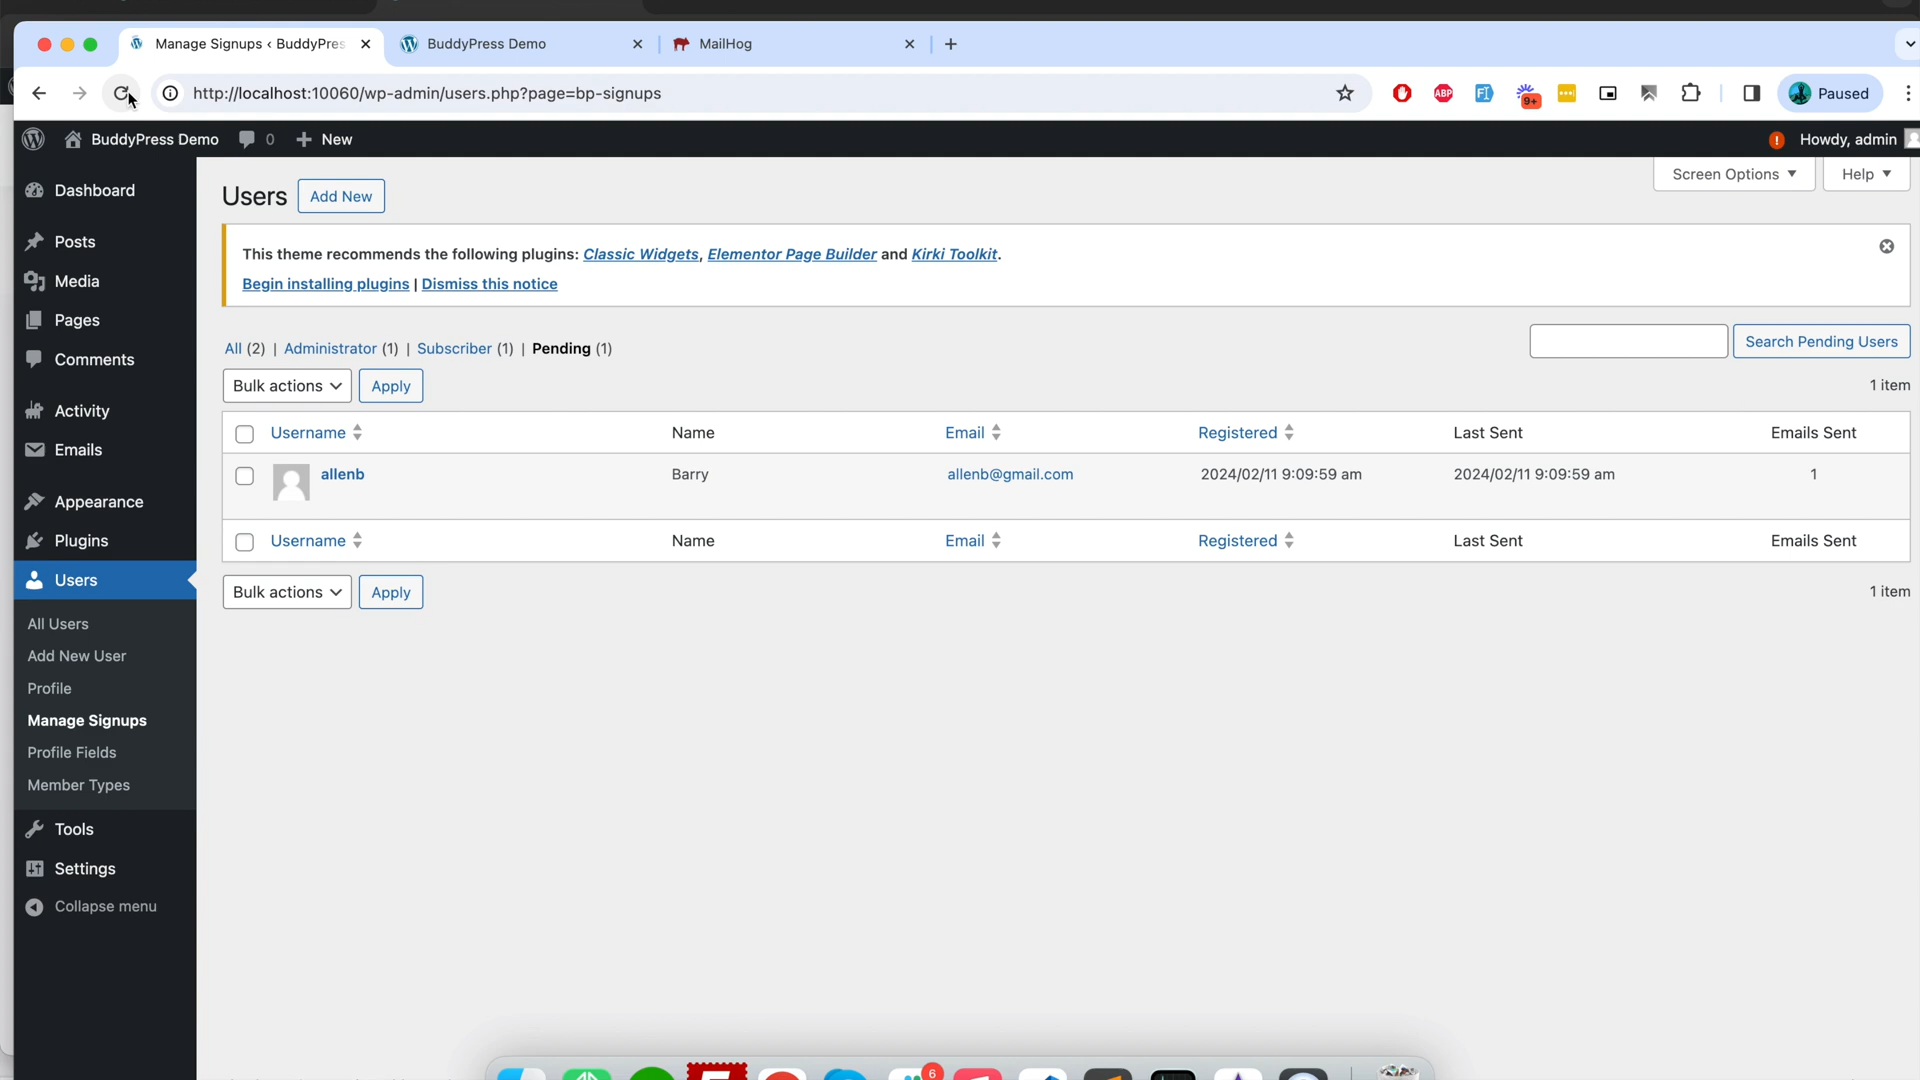 Manage Signups ‹ BuddyPres
BuddyPress Demo
MailHog
http://localhost:10060/wp-admin/users.php?page=bp-signups
ABP
9+
Paused
BuddyPress Demo
0
New
Howdy, admin
Dashboard
Posts
Media
Pages
Comments
Activity
Emails
Appearance
Plugins
Users
All Users
Add New User
Profile
Manage Signups
Profile Fields
Member Types
Tools
Settings
Collapse menu
Screen Options
Help
Users
Add New
This theme recommends the following plugins: Classic Widgets, Elementor Page Builder and Kirki Toolkit.
Begin installing plugins | Dismiss this notice
All (2) | Administrator (1) | Subscriber (1) | Pending (1)
Search Pending Users
Bulk actions
Apply
1 item
Username Name Email Registered Last Sent Emails Sent
allenb Barry allenb@gmail.com 2024/02/11 9:09:59 am 2024/02/11 9:09:59 am 1
Username Name Email Registered Last Sent Emails Sent
Bulk actions
Apply
1 item
6